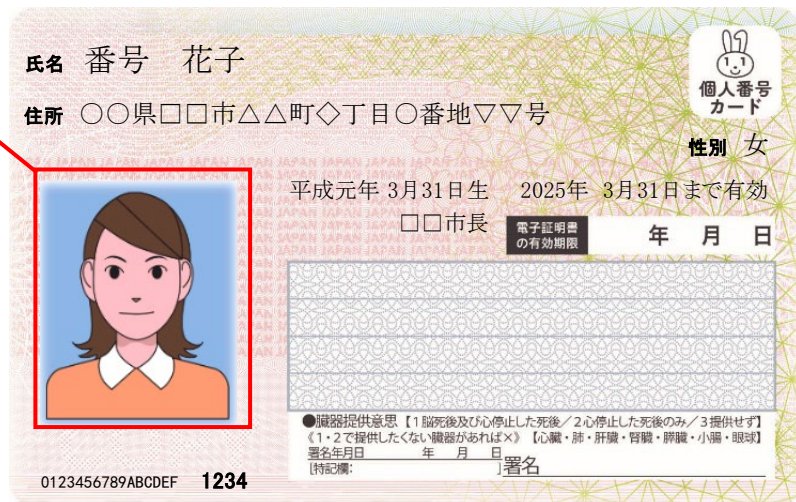 氏名 番号 花子
個人番号
カード
住所 ○○県□□市△△町◇丁目○番地▽▽号
性別 女
平成元年 3月31日生 2025年 3月31日まで有効
□□市長 電子証明書の有効期限 年 月 日
●臓器提供意思【1脳死後及び心停止した死後/2心停止した死後のみ/3提供せず】
《1・2で提供したくない臓器があれば×》【心臓・肺・肝臓・腎臓・膵臓・小腸・眼球】
署名年月日 年 月 日
[特記欄: ]署名
0123456789ABCDEF 1234